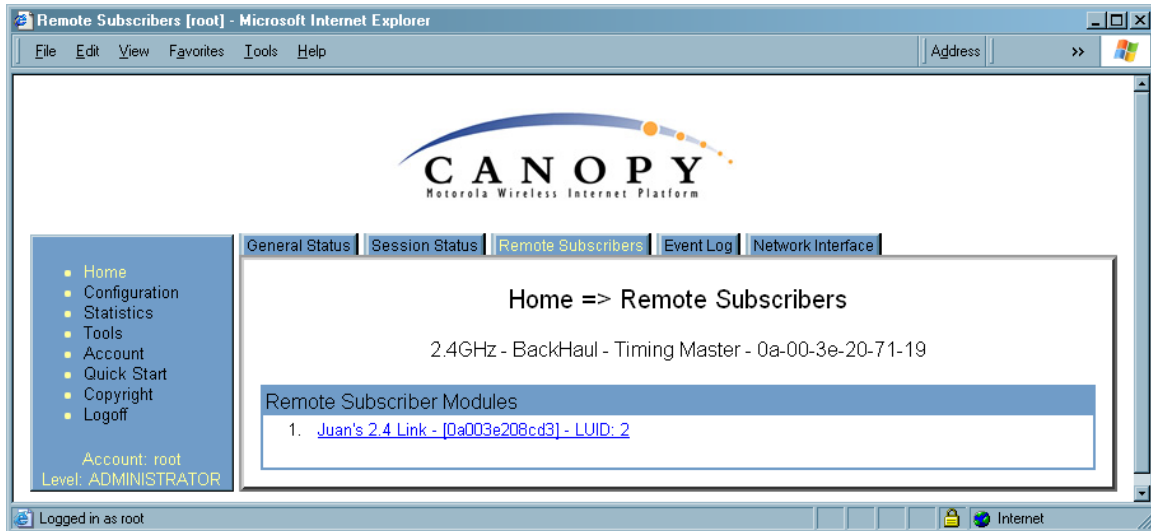 Remote Subscribers [root] - Microsoft Internet Explorer
File Edit View Favorites Tools Help Address »
CANOPY
Motorola Wireless Internet Platform
General Status Session Status Remote Subscribers Event Log Network Interface
Home
Configuration
Statistics
Tools
Account
Quick Start
Copyright
Logoff
Account: root
Level: ADMINISTRATOR
Home => Remote Subscribers
2.4GHz - BackHaul - Timing Master - 0a-00-3e-20-71-19
Remote Subscriber Modules
1. Juan's 2.4 Link - [0a003e208cd3] - LUID: 2
Logged in as root Internet